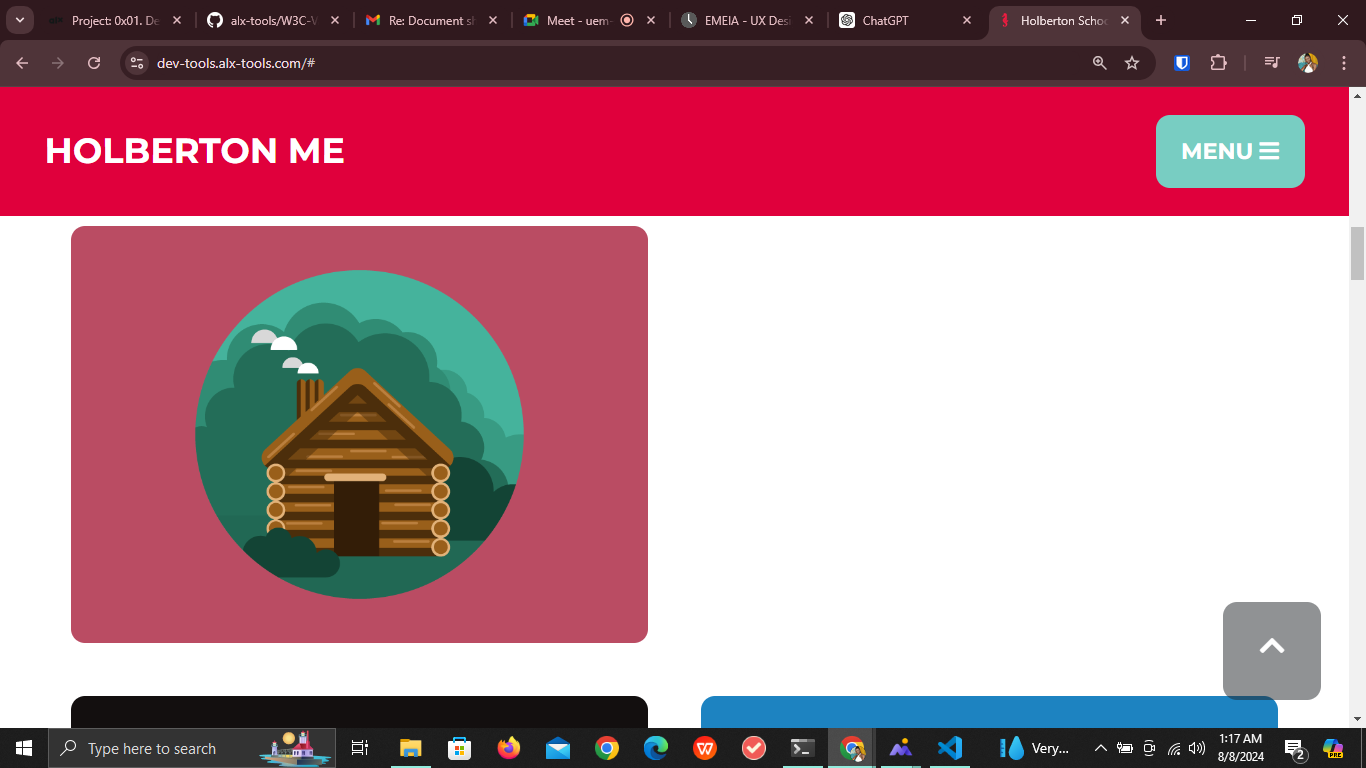 Project: 0x01. De
alx-tools/W3C-V
Re: Document sh
Meet - uem-
EMEIA - UX Desi
ChatGPT
Holberton Schoo
dev-tools.alx-tools.com/#
HOLBERTON ME
MENU
Type here to search
Very...
1:17 AM
8/8/2024
2
PRE